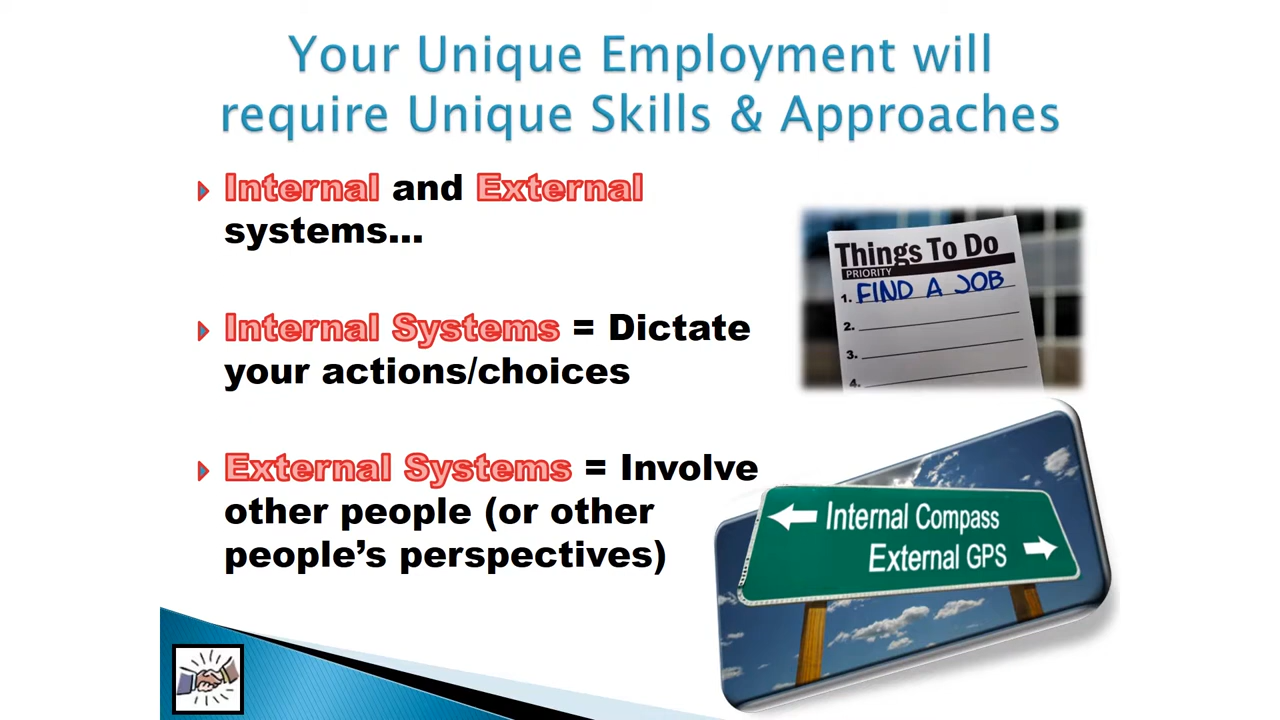 Your Unique Employment will
require Unique Skills & Approaches
Internal and External
systems...
Internal Systems = Dictate
your actions/choices
External Systems = Involve
other people (or other
people’s perspectives)
Things To Do
PRIORITY
1. FIND A JOB
2.
3.
4.
Internal Compass
External GPS